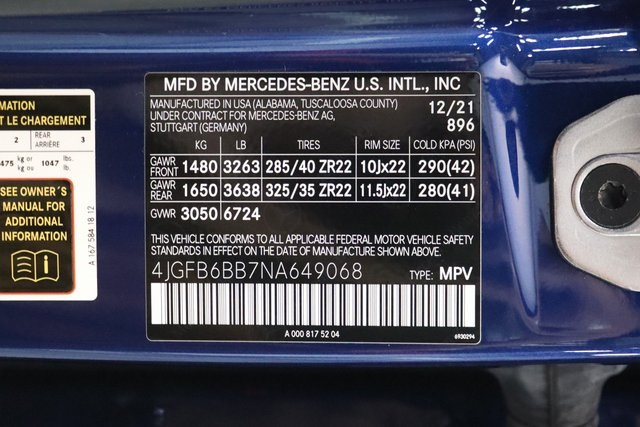 MFD BY MERCEDES-BENZ U.S. INTL., INC
MANUFACTURED IN USA (ALABAMA, TUSCALOOSA COUNTY) 12/21
UNDER CONTRACT FOR MERCEDES-BENZ AG, 896
STUTTGART (GERMANY)
KG LB TIRES RIM SIZE COLD KPA (PSI)
GAWR FRONT 1480 3263 285/40 ZR22 10Jx22 290(42)
GAWR REAR 1650 3638 325/35 ZR22 11.5Jx22 280(41)
GVWR 3050 6724
THIS VEHICLE CONFORMS TO ALL APPLICABLE FEDERAL MOTOR VEHICLE SAFETY
STANDARDS IN EFFECT ON THE DATE OF MANUFACTURE SHOWN ABOVE.
4JGFB6BB7NA649068 TYPE: MPV
A 000 817 52 04
6930294
MATION
T LE CHARGEMENT
2 REAR ARRIÈRE 3
475 kg or ou 1047 lbs. lb.
SEE OWNER'S
MANUAL FOR
ADDITIONAL
INFORMATION
A 167 584 18 12